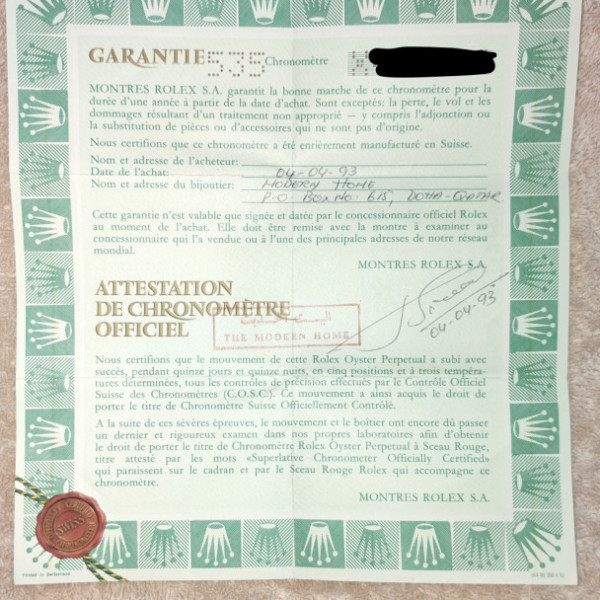 GARANTIE 535 Chronomètre
MONTRES ROLEX S.A. garantit la bonne marche de ce chronomètre pour la
durée d'une année à partir de la date d'achat. Sont exceptés: la perte, le vol et les
dommages résultant d'un traitement non approprié – y compris l'adjonction ou
la substitution de pièces ou d'accessoires qui ne sont pas d'origine.
Nous certifions que ce chronomètre a été entièrement manufacturé en Suisse.
Nom et adresse de l'acheteur:
Date de l'achat: 04-04-93
Nom et adresse du bijoutier: MODERN HOME
P.O. Box No. 615, DOHA-QATAR
Cette garantie n'est valable que signée et datée par le concessionnaire officiel Rolex
au moment de l'achat. Elle doit être remise avec la montre à examiner au
concessionnaire qui l'a vendue ou à l'une des principales adresses de notre réseau
mondial.
MONTRES ROLEX S.A.
ATTESTATION
DE CHRONOMÈTRE
OFFICIEL
البيت الحديث
THE MODERN HOME
04-04-93
Nous certifions que le mouvement de cette Rolex Oyster Perpetual a subi avec
succès, pendant quinze jours et quinze nuits, en cinq positions et à trois tempéra-
tures déterminées, tous les contrôles de précision effectués par le Contrôle Officiel
Suisse des Chronomètres (C.O.S.C.). Ce mouvement a ainsi acquis le droit de
porter le titre de Chronomètre Suisse Officiellement Contrôlé.
A la suite de ces sévères épreuves, le mouvement et le boîtier ont encore dû passer
un dernier et rigoureux examen dans nos propres laboratoires afin d'obtenir
le droit de porter le titre de Chronomètre Rolex Oyster Perpetual à Sceau Rouge,
titre attesté par les mots «Superlative Chronometer Officially Certified»
qui paraissent sur le cadran et par le Sceau Rouge Rolex qui accompagne ce
chronomètre.
MONTRES ROLEX S.A.
SWISS
Printed in Switzerland